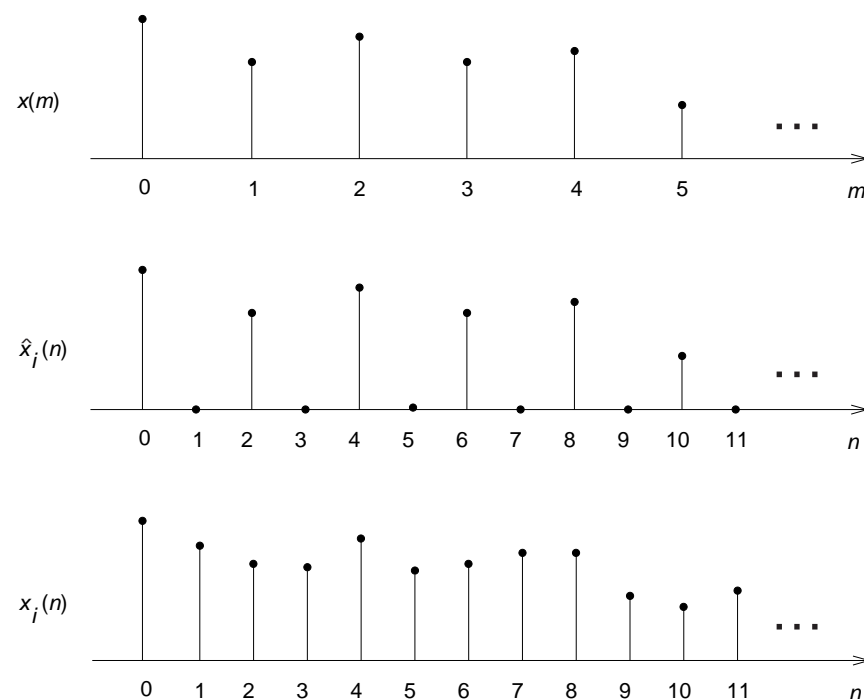 x(m)
0 1 2 3 4 5 m
x̂i(n)
0 1 2 3 4 5 6 7 8 9 10 11 n
xi(n)
0 1 2 3 4 5 6 7 8 9 10 11 n